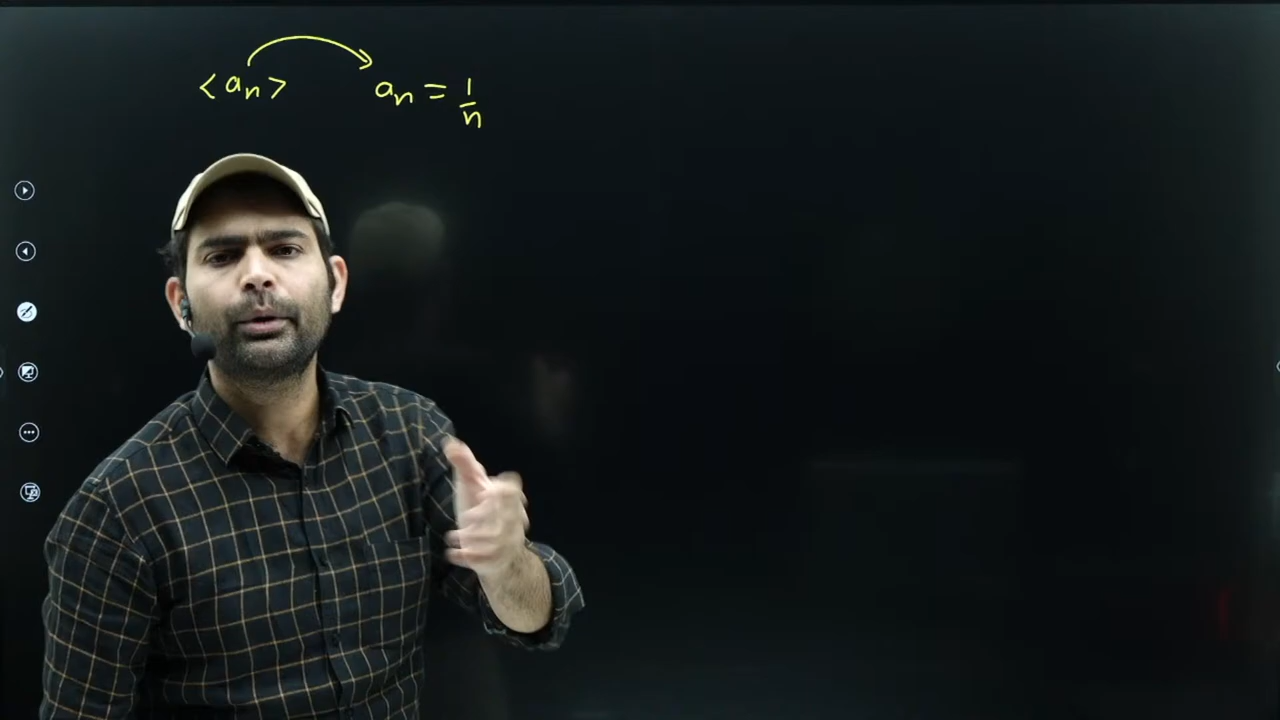 <aₙ> aₙ = 1/n